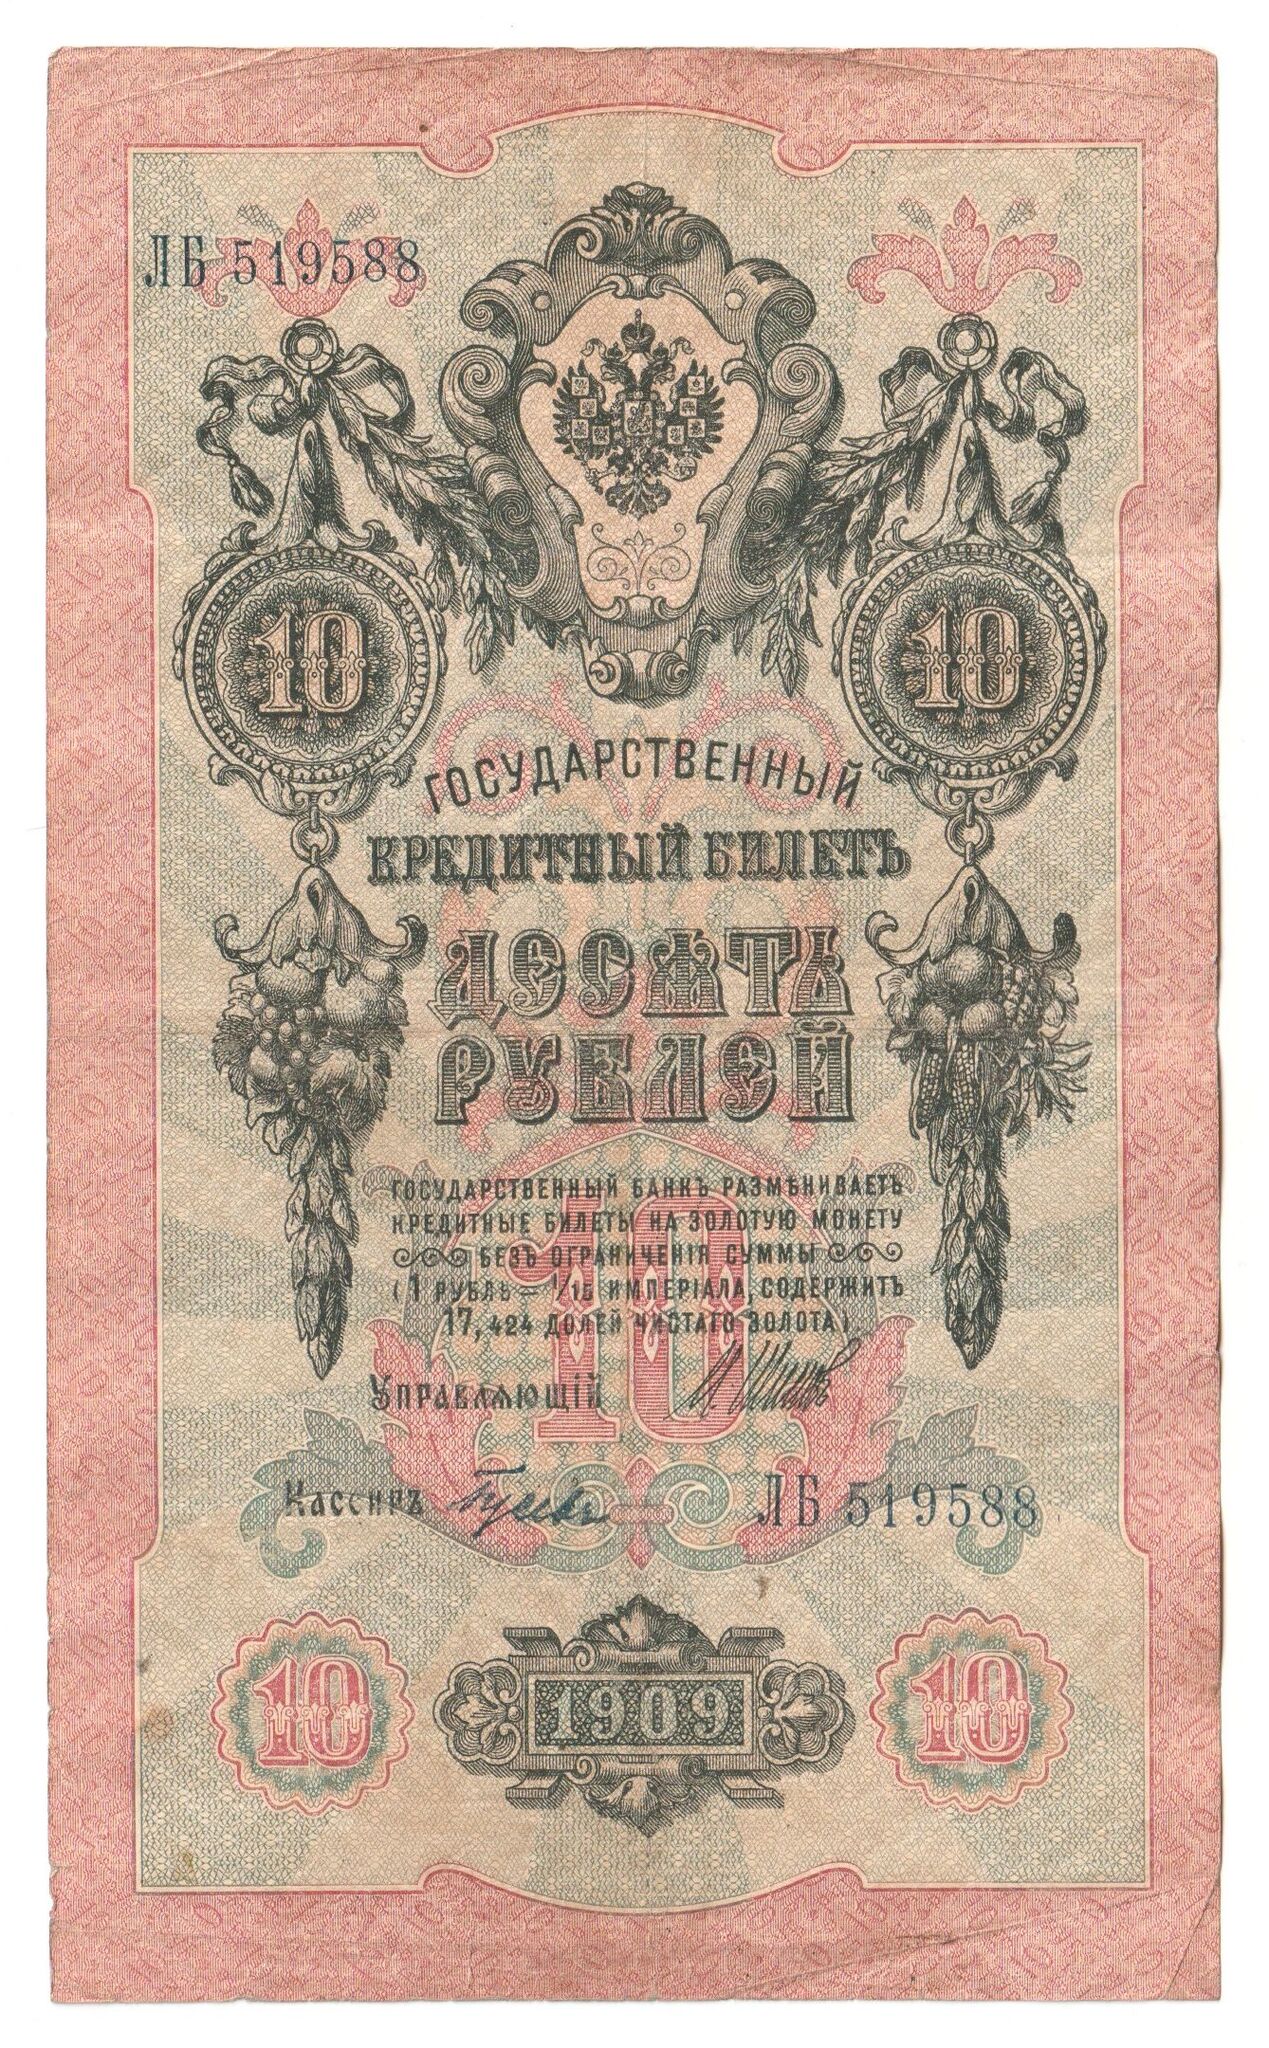 ЛБ 519588
10 10
ГОСУДАРСТВЕННЫЙ
КРЕДИТНЫЙ БИЛЕТЪ
ДЕСЯТЬ
РУБЛЕЙ
10
ГОСУДАРСТВЕННЫЙ БАНКЪ РАЗМѢНИВАЕТЪ
КРЕДИТНЫЕ БИЛЕТЫ НА ЗОЛОТУЮ МОНЕТУ
БЕЗЪ ОГРАНИЧЕНІЯ СУММЫ
(1 РУБЛЬ = 1/15 ИМПЕРІАЛА, СОДЕРЖИТЪ
17,424 ДОЛЕЙ ЧИСТАГО ЗОЛОТА).
Управляющій
Кассиръ ЛБ 519588
10 1909 10